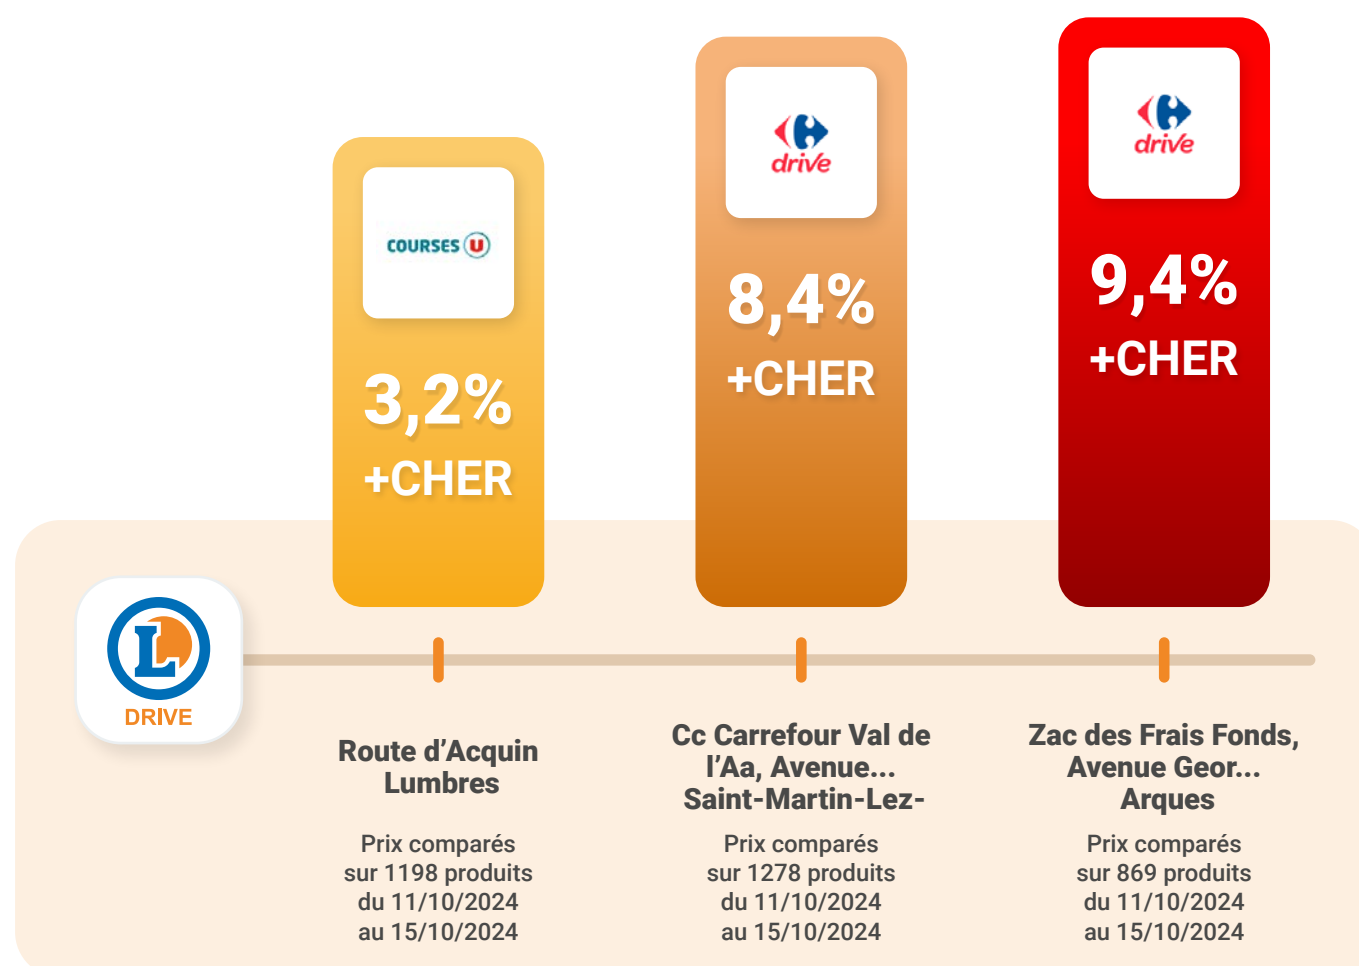 COURSES U
3,2%
+CHER
drive
8,4%
+CHER
drive
9,4%
+CHER
L
DRIVE
Route d’Acquin
Lumbres
Prix comparés
sur 1198 produits
du 11/10/2024
au 15/10/2024
Cc Carrefour Val de
l’Aa, Avenue...
Saint-Martin-Lez-
Prix comparés
sur 1278 produits
du 11/10/2024
au 15/10/2024
Zac des Frais Fonds,
Avenue Geor...
Arques
Prix comparés
sur 869 produits
du 11/10/2024
au 15/10/2024